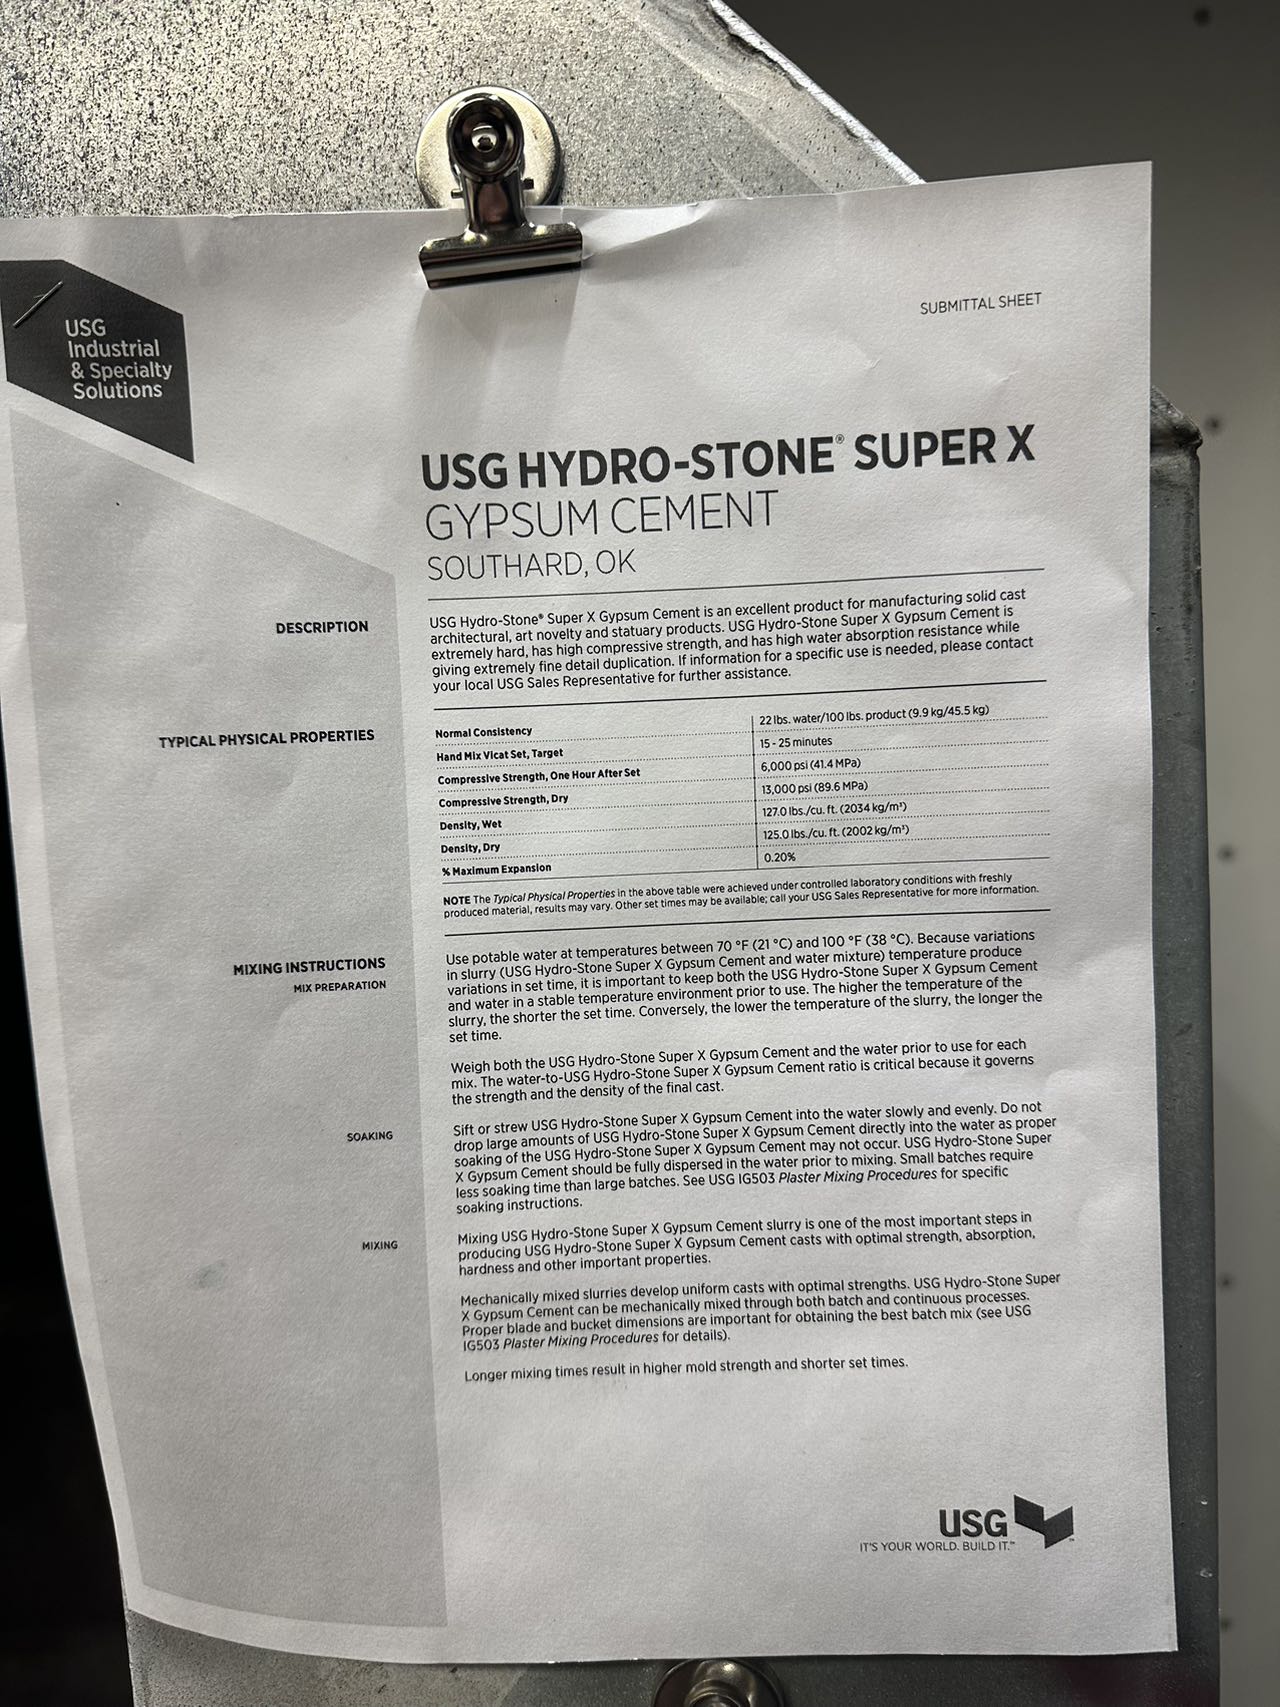 SUBMITTAL SHEET
USG
Industrial
& Specialty
Solutions
USG HYDRO-STONE® SUPER X
GYPSUM CEMENT
SOUTHARD, OK
DESCRIPTION
USG Hydro-Stone® Super X Gypsum Cement is an excellent product for manufacturing solid cast
architectural, art novelty and statuary products. USG Hydro-Stone Super X Gypsum Cement is
extremely hard, has high compressive strength, and has high water absorption resistance while
giving extremely fine detail duplication. If information for a specific use is needed, please contact
your local USG Sales Representative for further assistance.
TYPICAL PHYSICAL PROPERTIES
Normal Consistency 22 lbs. water/100 lbs. product (9.9 kg/45.5 kg)
Hand Mix Vicat Set, Target 15 - 25 minutes
Compressive Strength, One Hour After Set 6,000 psi (41.4 MPa)
Compressive Strength, Dry 13,000 psi (89.6 MPa)
Density, Wet 127.0 lbs./cu. ft. (2034 kg/m³)
Density, Dry 125.0 lbs./cu. ft. (2002 kg/m³)
% Maximum Expansion 0.20%
NOTE The Typical Physical Properties in the above table were achieved under controlled laboratory conditions with freshly
produced material, results may vary. Other set times may be available; call your USG Sales Representative for more information.
MIXING INSTRUCTIONS
MIX PREPARATION
Use potable water at temperatures between 70 °F (21 °C) and 100 °F (38 °C). Because variations
in slurry (USG Hydro-Stone Super X Gypsum Cement and water mixture) temperature produce
variations in set time, it is important to keep both the USG Hydro-Stone Super X Gypsum Cement
and water in a stable temperature environment prior to use. The higher the temperature of the
slurry, the shorter the set time. Conversely, the lower the temperature of the slurry, the longer the
set time.
Weigh both the USG Hydro-Stone Super X Gypsum Cement and the water prior to use for each
mix. The water-to-USG Hydro-Stone Super X Gypsum Cement ratio is critical because it governs
the strength and the density of the final cast.
SOAKING
Sift or strew USG Hydro-Stone Super X Gypsum Cement into the water slowly and evenly. Do not
drop large amounts of USG Hydro-Stone Super X Gypsum Cement directly into the water as proper
soaking of the USG Hydro-Stone Super X Gypsum Cement may not occur. USG Hydro-Stone Super
X Gypsum Cement should be fully dispersed in the water prior to mixing. Small batches require
less soaking time than large batches. See USG IG503 Plaster Mixing Procedures for specific
soaking instructions.
MIXING
Mixing USG Hydro-Stone Super X Gypsum Cement slurry is one of the most important steps in
producing USG Hydro-Stone Super X Gypsum Cement casts with optimal strength, absorption,
hardness and other important properties.
Mechanically mixed slurries develop uniform casts with optimal strengths. USG Hydro-Stone Super
X Gypsum Cement can be mechanically mixed through both batch and continuous processes.
Proper blade and bucket dimensions are important for obtaining the best batch mix (see USG
IG503 Plaster Mixing Procedures for details).
Longer mixing times result in higher mold strength and shorter set times.
USG
IT'S YOUR WORLD. BUILD IT.™